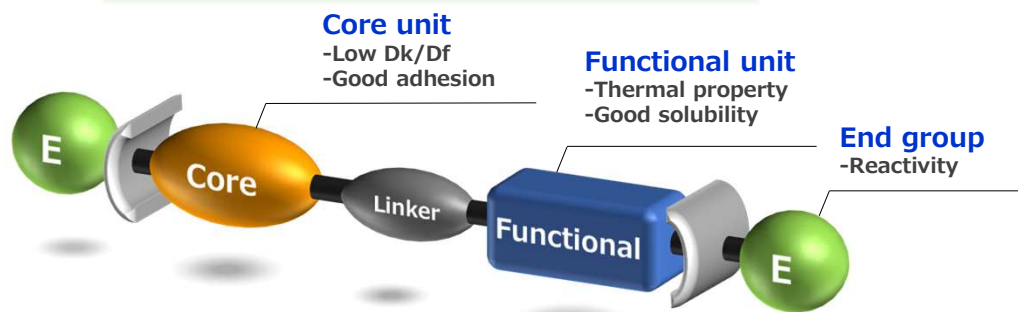 Core unit
-Low Dk/Df
-Good adhesion
Functional unit
-Thermal property
-Good solubility
End group
-Reactivity
E
Core
Linker
Functional
E